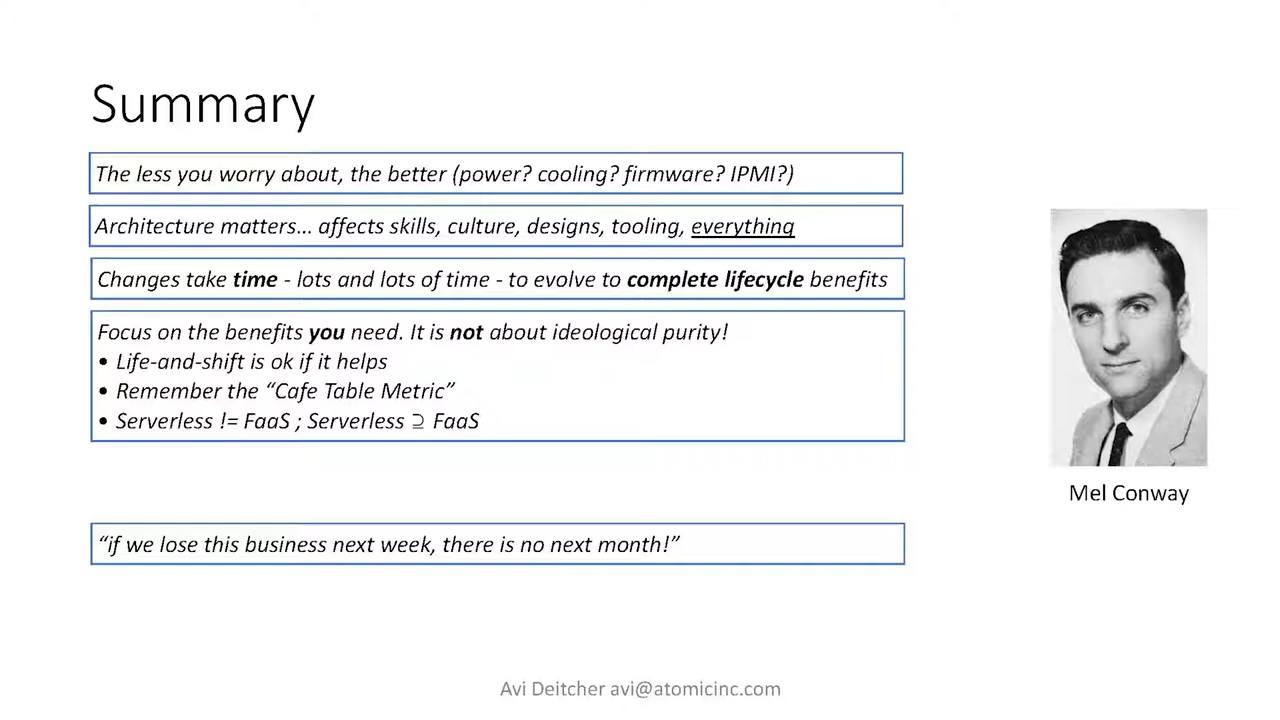 Summary
The less you worry about, the better (power? cooling? firmware? IPMI?)
Architecture matters... affects skills, culture, designs, tooling, everything
Changes take time - lots and lots of time - to evolve to complete lifecycle benefits
Focus on the benefits you need. It is not about ideological purity!
• Life-and-shift is ok if it helps
• Remember the “Cafe Table Metric”
• Serverless != FaaS ; Serverless ⊇ FaaS
Mel Conway
“if we lose this business next week, there is no next month!”
Avi Deitcher avi@atomicinc.com